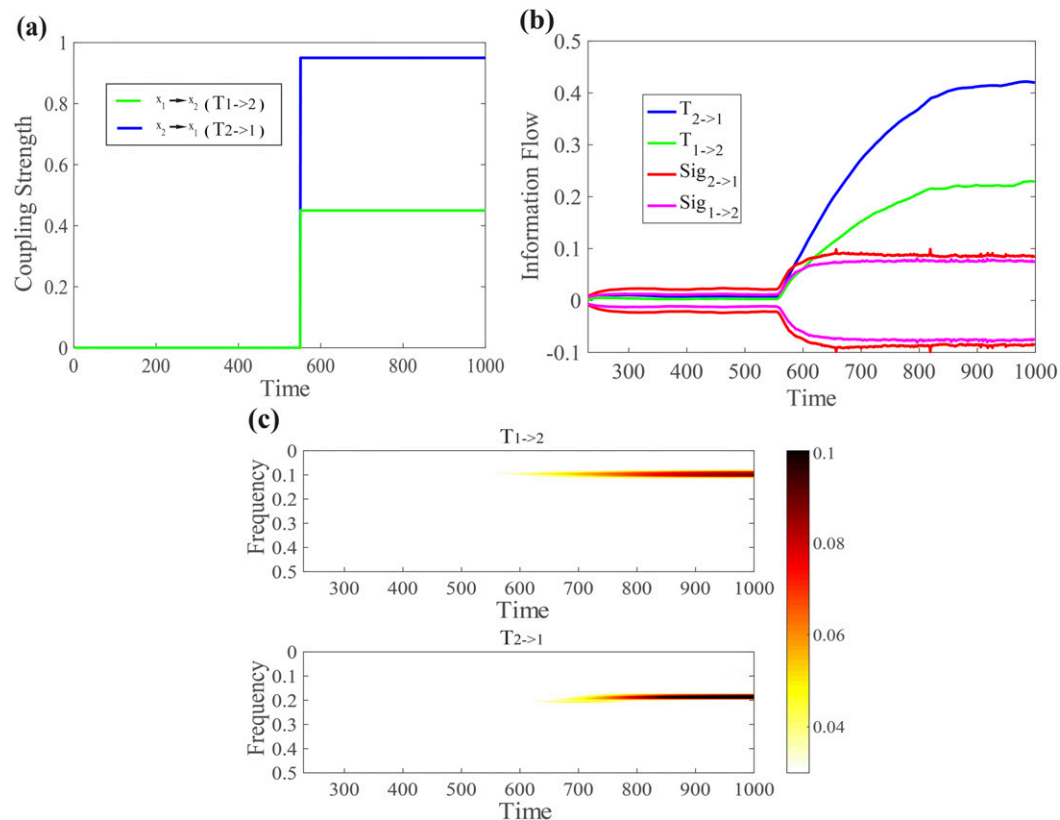 (a)
1
0.8
0.6
0.4
0.2
0
Coupling Strength
x₁ → x₂ ( T1->2 )
x₂ → x₁ ( T2->1 )
0 200 400 600 800 1000
Time
(b)
0.5
0.4
0.3
0.2
0.1
0
-0.1
Information Flow
T₂->₁
T₁->₂
Sig₂->₁
Sig₁->₂
300 400 500 600 700 800 900 1000
Time
(c)
T1->2
0
0.1
0.2
0.3
0.4
0.5
Frequency
300 400 500 600 700 800 900 1000
Time
T2->1
0
0.1
0.2
0.3
0.4
0.5
Frequency
300 400 500 600 700 800 900 1000
Time
0.1
0.08
0.06
0.04